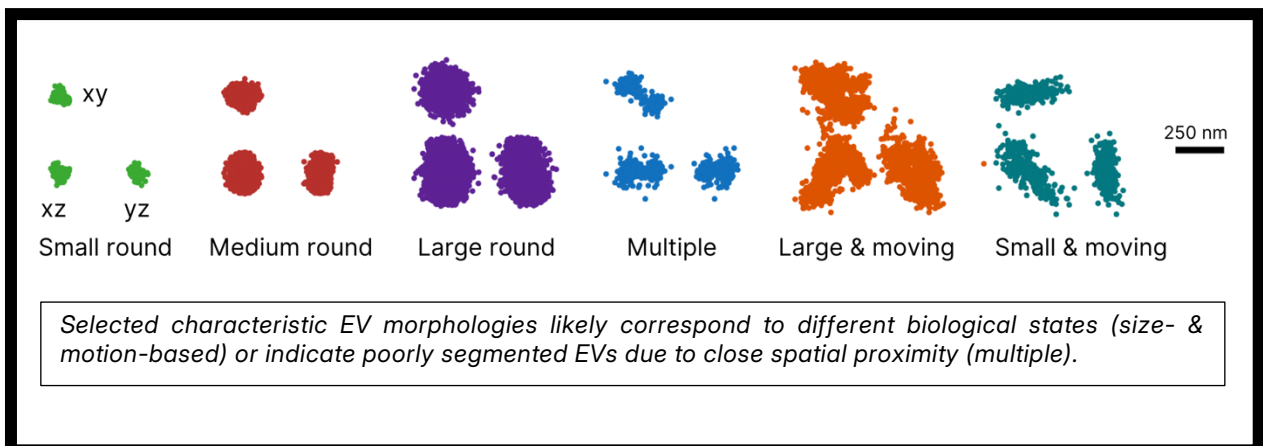 xy
250 nm
xz yz
Small round Medium round Large round Multiple Large & moving Small & moving
Selected characteristic EV morphologies likely correspond to different biological states (size- &
motion-based) or indicate poorly segmented EVs due to close spatial proximity (multiple).